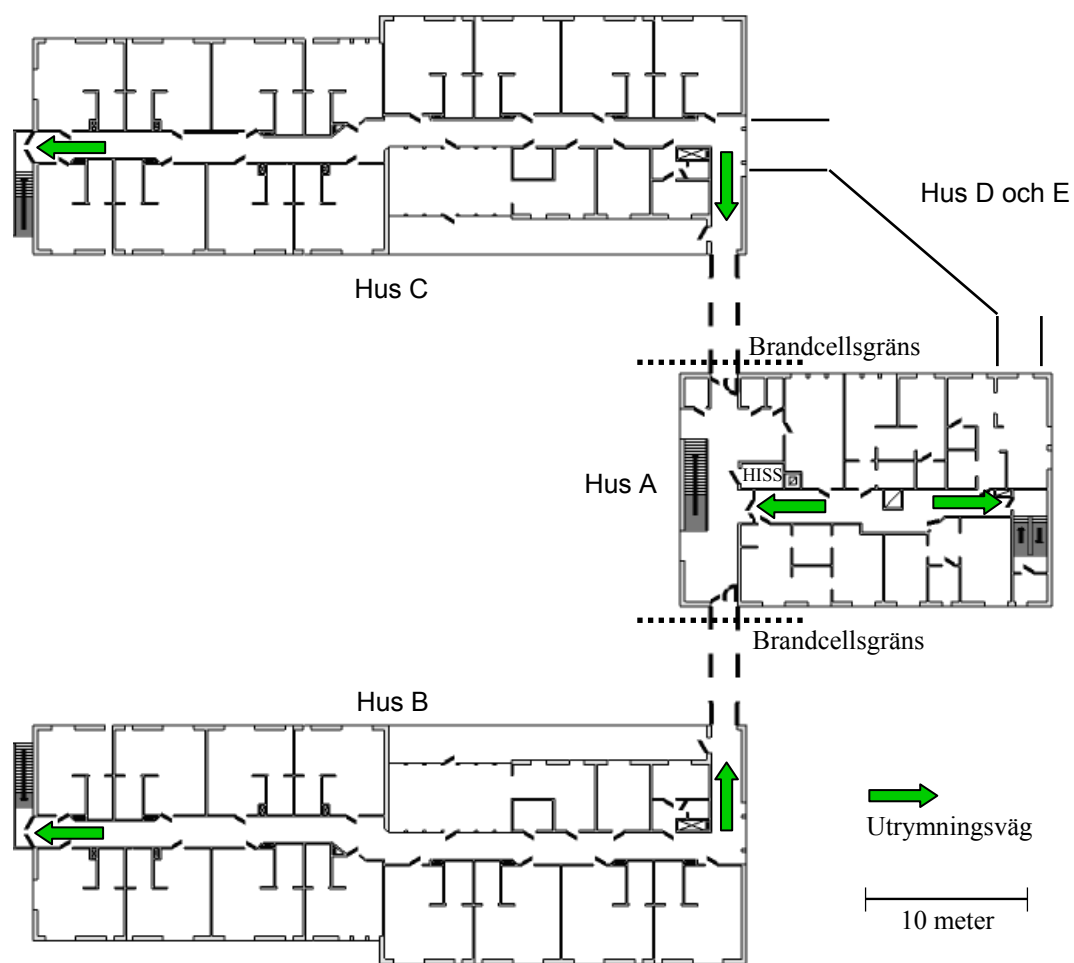 Hus D och E
Hus C
Brandcellsgräns
Hus A
HISS
Brandcellsgräns
Hus B
Utrymningsväg
10 meter